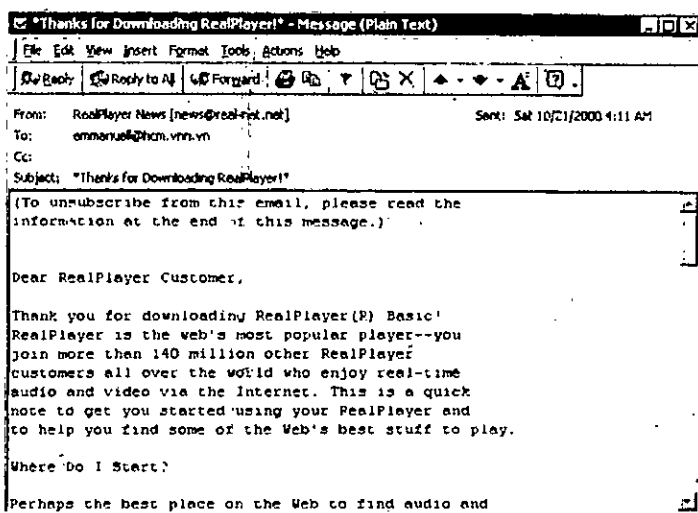 *Thanks for Downloading RealPlayer!* - Message (Plain Text)
File Edit View Insert Format Tools Actions Help
Reply Reply to All Forward
From: RealPlayer News [news@real-net.net] Sent: Sat 10/21/2000 4:11 AM
To: emmanuell@hcm.vnn.vn
Cc:
Subject: *Thanks for Downloading RealPlayer!*
(To unsubscribe from this email, please read the
information at the end of this message.)
Dear RealPlayer Customer,
Thank you for downloading RealPlayer(R) Basic!
RealPlayer is the web's most popular player--you
join more than 140 million other RealPlayer
customers all over the world who enjoy real-time
audio and video via the Internet. This is a quick
note to get you started using your RealPlayer and
to help you find some of the Web's best stuff to play.
Where Do I Start?
Perhaps the best place on the Web to find audio and